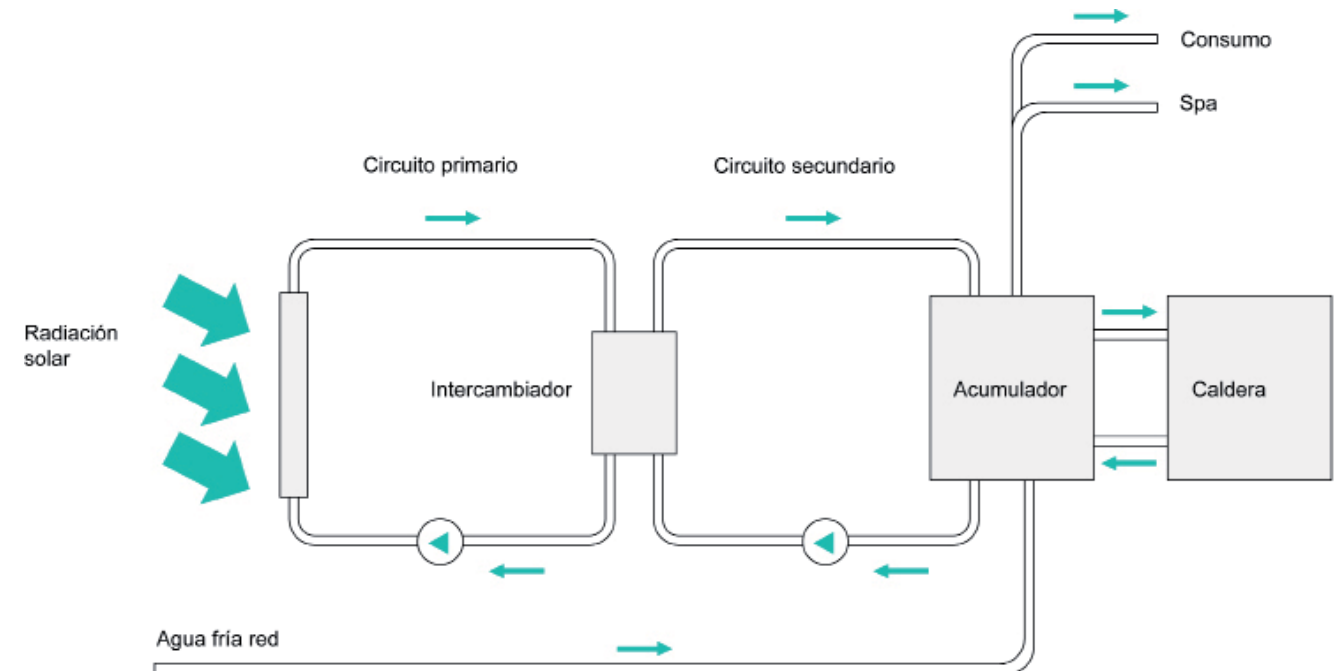 Consumo
Spa
Circuito primario
Circuito secundario
Radiación
solar
Intercambiador
Acumulador
Caldera
Agua fría red